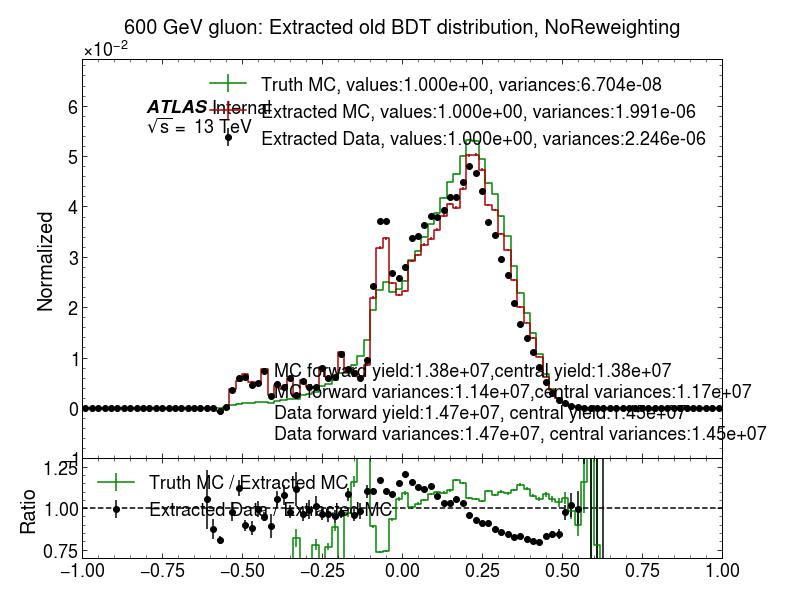 600 GeV gluon: Extracted old BDT distribution, NoReweighting
×10⁻²
Truth MC, values:1.000e+00, variances:6.704e-08
ATLAS Internal
Extracted MC, values:1.000e+00, variances:1.991e-06
√s = 13 TeV
Extracted Data, values:1.000e+00, variances:2.246e-06
6
5
4
3
2
1
0
Normalized
MC forward yield:1.38e+07,central yield:1.38e+07
MC forward variances:1.14e+07,central variances:1.17e+07
Data forward yield:1.47e+07, central yield:1.45e+07
Data forward variances:1.47e+07, central variances:1.45e+07
1.25
1.00
0.75
Ratio
Truth MC / Extracted MC
Extracted Data / Extracted MC
−1.00 −0.75 −0.50 −0.25 0.00 0.25 0.50 0.75 1.00